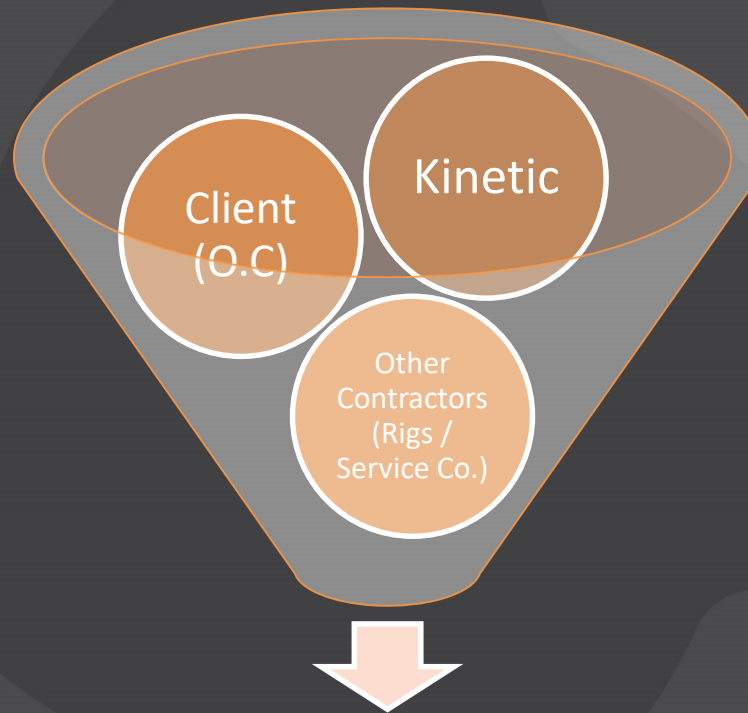 Client
(O.C)
Kinetic
Other
Contractors
(Rigs /
Service Co.)